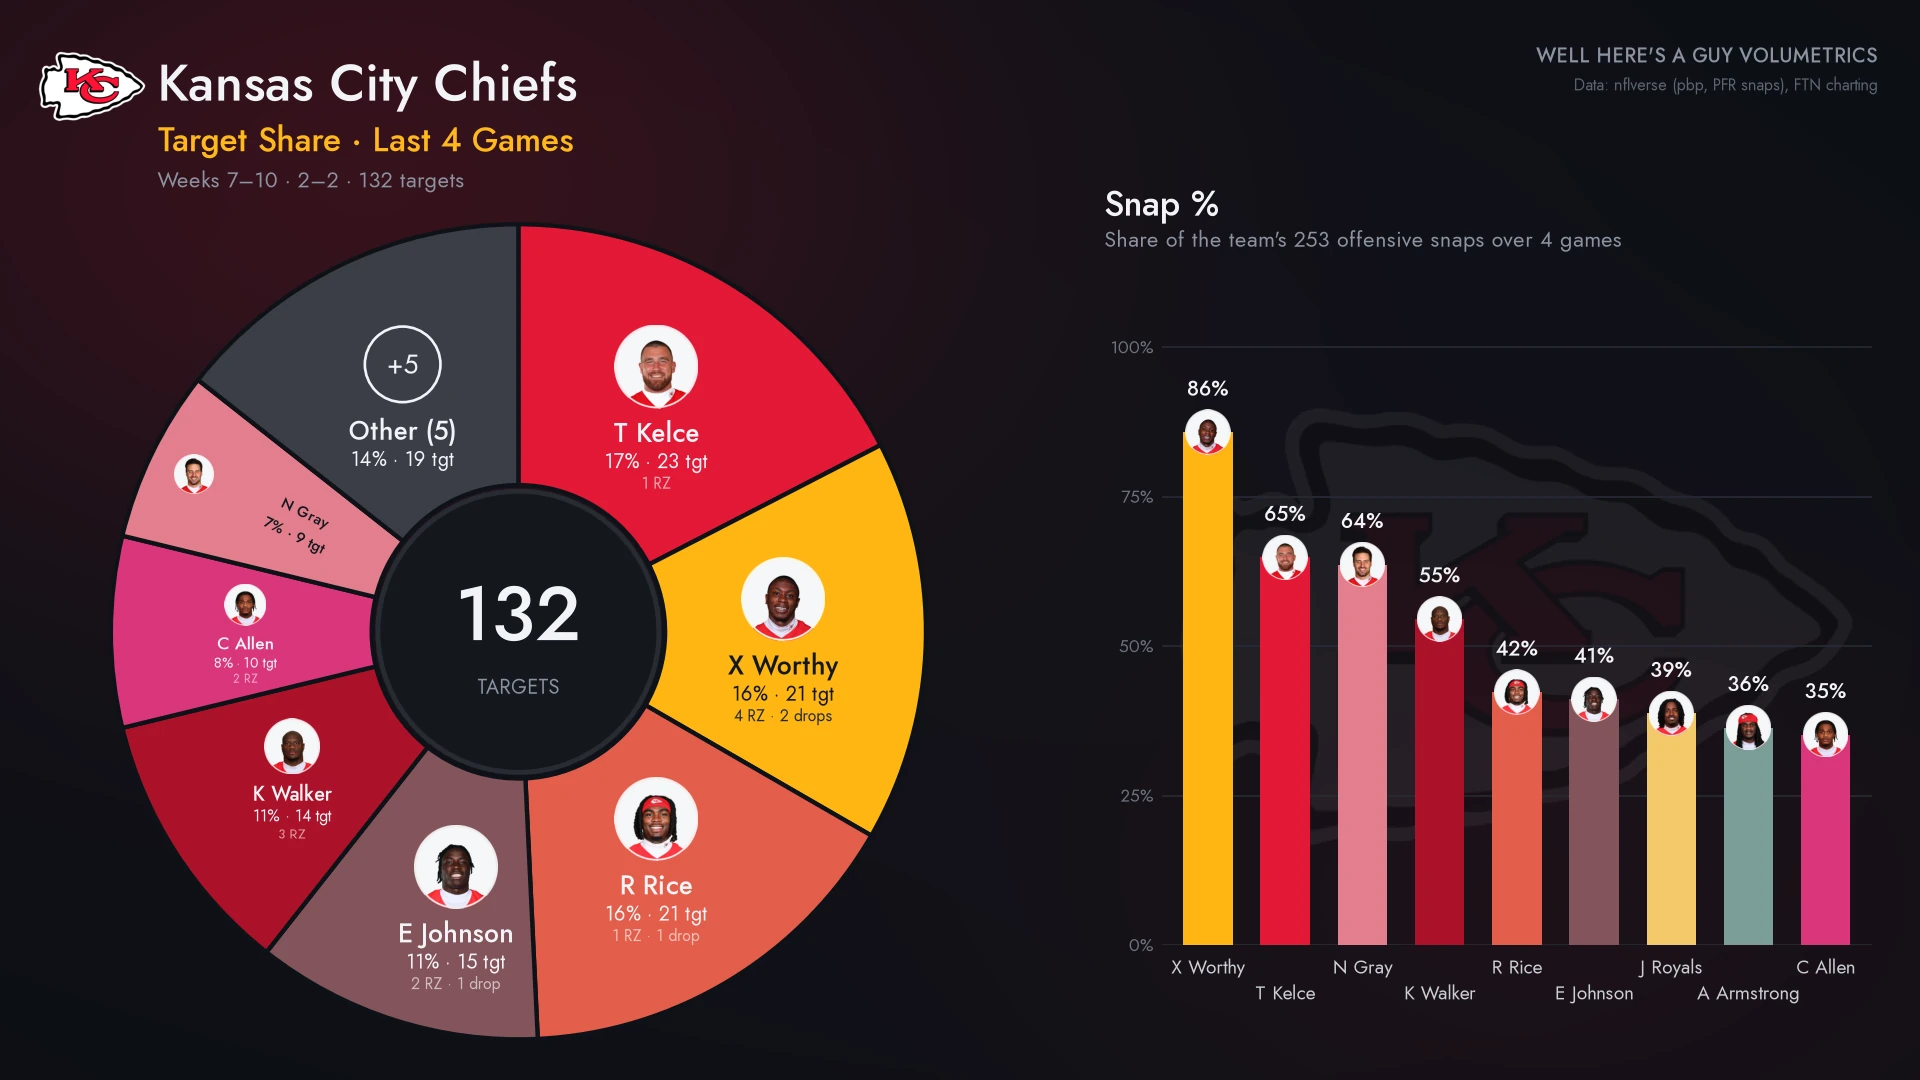 KC
Kansas City Chiefs
Target Share · Last 4 Games
Weeks 7–10 · 2–2 · 132 targets
WELL HERE'S A GUY VOLUMETRICS
Data: nflverse (pbp, PFR snaps), FTN charting
+5
Other (5)
14% · 19 tgt
T Kelce
17% · 23 tgt
1 RZ
X Worthy
16% · 21 tgt
4 RZ · 2 drops
R Rice
16% · 21 tgt
1 RZ · 1 drop
E Johnson
11% · 15 tgt
2 RZ · 1 drop
K Walker
11% · 14 tgt
3 RZ
C Allen
8% · 10 tgt
2 RZ
N Gray
7% · 9 tgt
132
TARGETS
Snap %
Share of the team's 253 offensive snaps over 4 games
100%
75%
50%
25%
0%
86%
65%
64%
55%
42%
41%
39%
36%
35%
KC
X Worthy
T Kelce
N Gray
K Walker
R Rice
E Johnson
J Royals
A Armstrong
C Allen